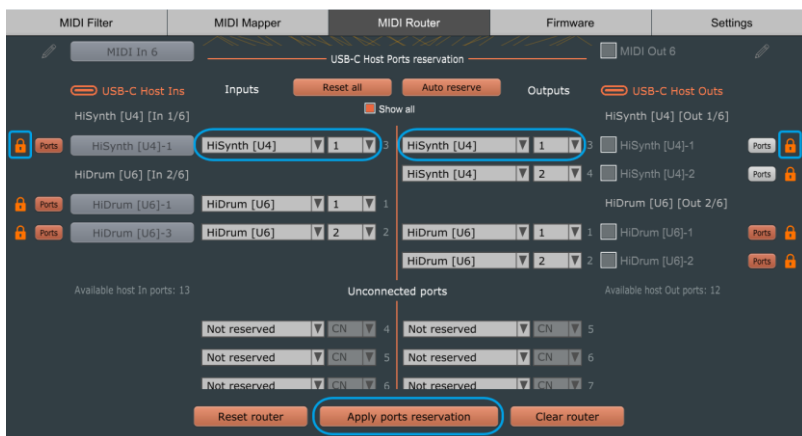 MIDI Filter MIDI Mapper MIDI Router Firmware Settings
MIDI In 6 USB-C Host Ports reservation MIDI Out 6
USB-C Host Ins Inputs Reset all Auto reserve Outputs USB-C Host Outs
Show all
HiSynth [U4] [In 1/6] HiSynth [U4] [Out 1/6]
Ports HiSynth [U4]-1 HiSynth [U4] 1 3 HiSynth [U4] 1 3 HiSynth [U4]-1 Ports
HiDrum [U6] [In 2/6] HiSynth [U4] 2 4 HiSynth [U4]-2 Ports
Ports HiDrum [U6]-1 HiDrum [U6] 1 1 HiDrum [U6] [Out 2/6]
Ports HiDrum [U6]-3 HiDrum [U6] 2 2 HiDrum [U6] 1 1 HiDrum [U6]-1 Ports
HiDrum [U6] 2 2 HiDrum [U6]-2 Ports
Available host In ports: 13 Unconnected ports Available host Out ports: 12
Not reserved CN 4 Not reserved CN 5
Not reserved CN 5 Not reserved CN 6
Not reserved CN 6 Not reserved CN 7
Reset router Apply ports reservation Clear router